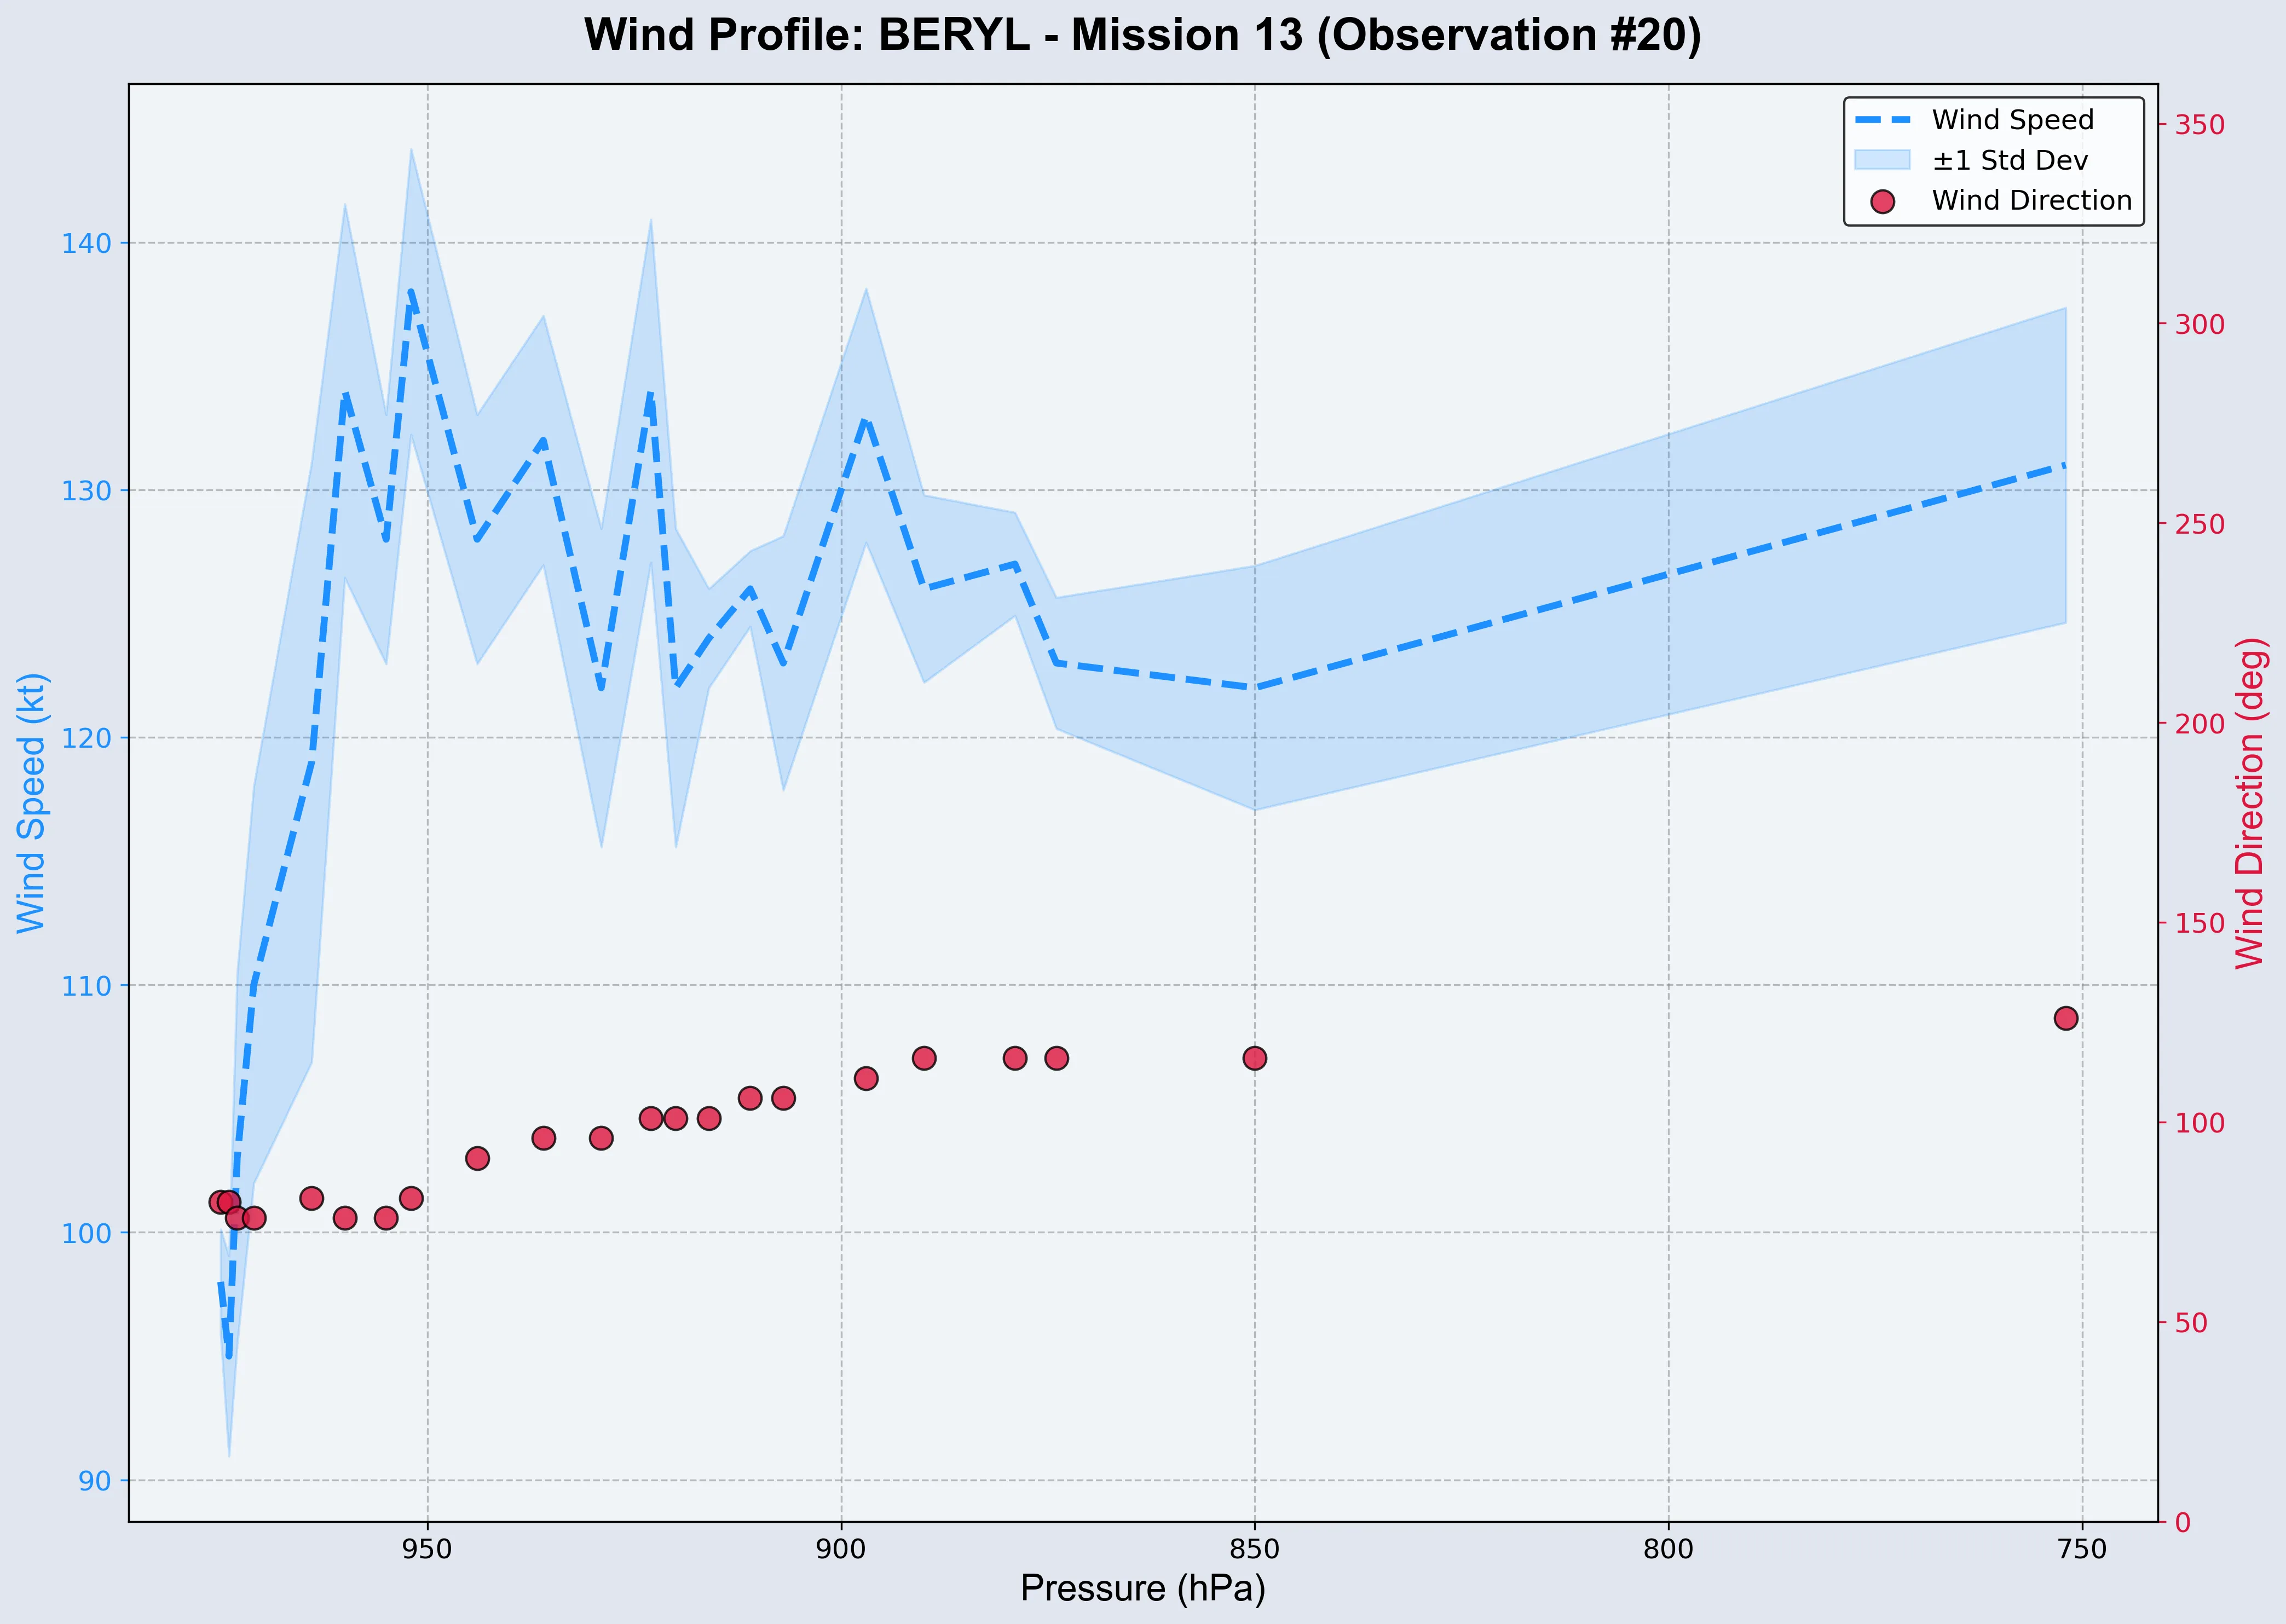 Wind Profile: BERYL - Mission 13 (Observation #20)
Wind Speed
±1 Std Dev
Wind Direction
Wind Speed (kt)
140
130
120
110
100
90
350
300
250
200
150
100
50
0
Wind Direction (deg)
950
900
850
800
750
Pressure (hPa)